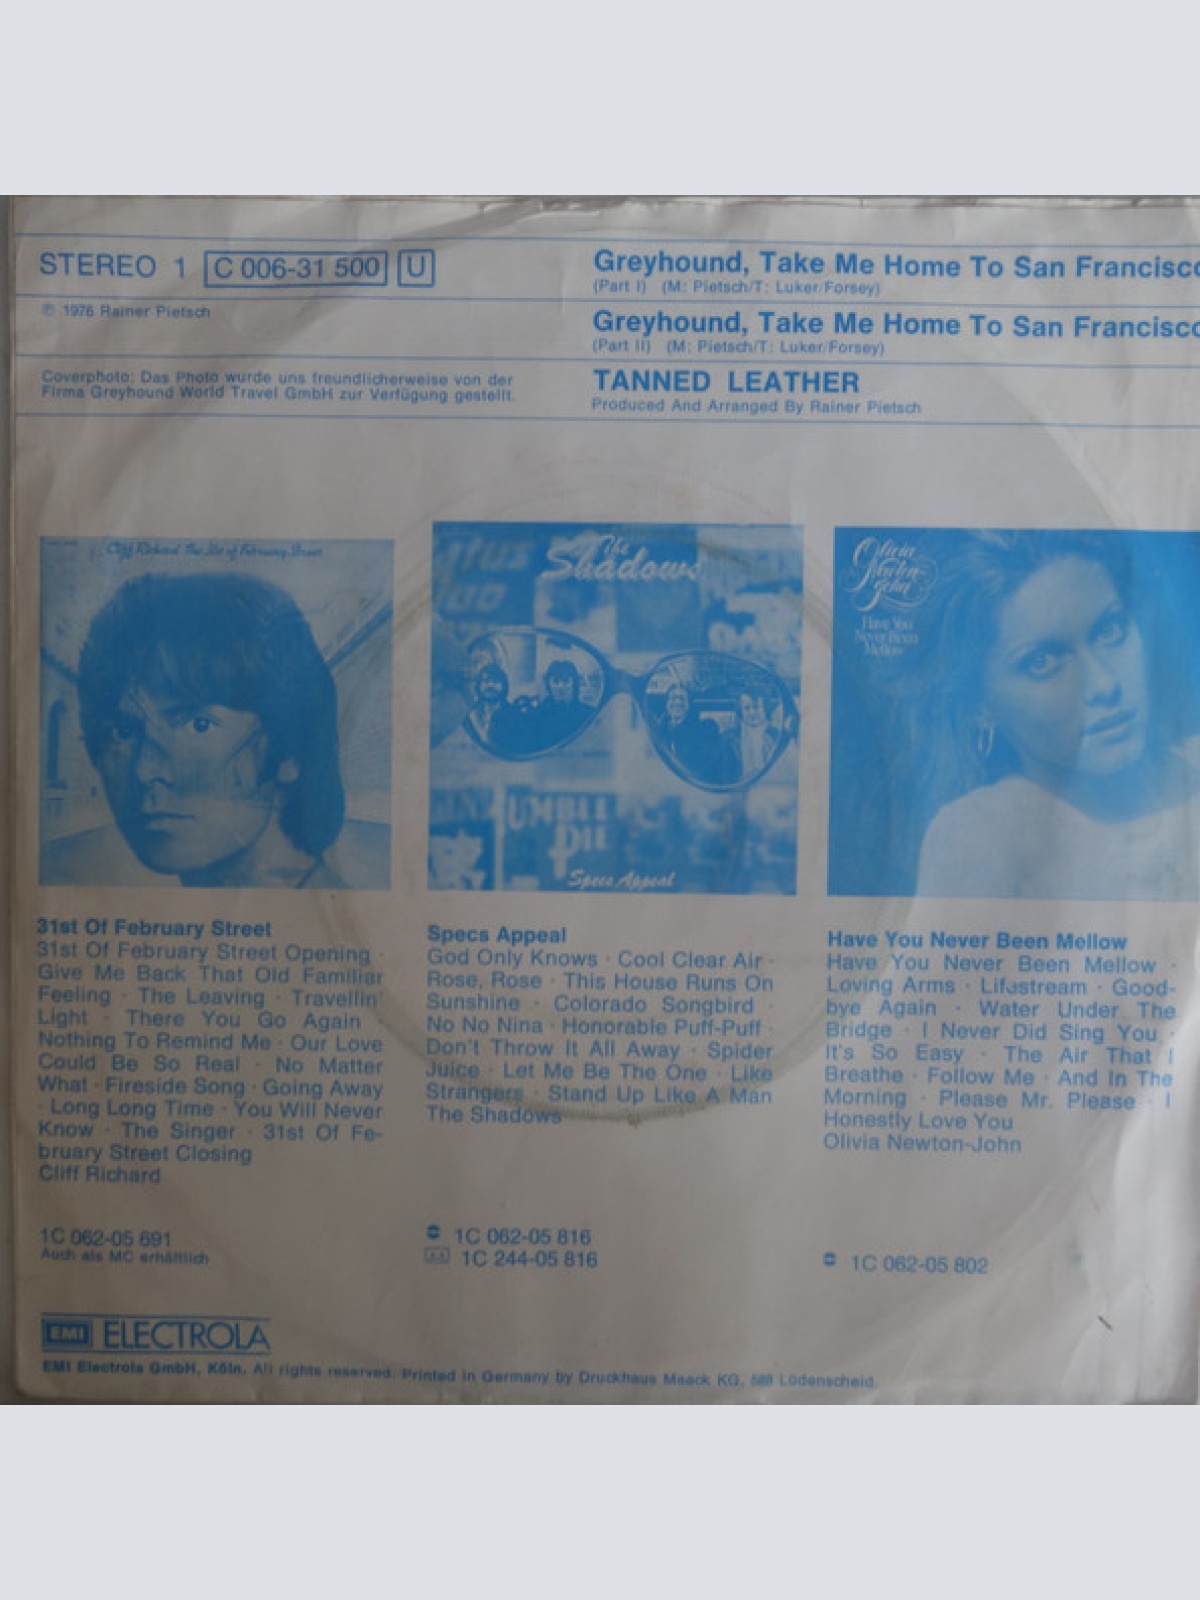 STEREO 1 C 006-31 500 U
Greyhound, Take Me Home To San Francisco
(Part I) (M: Pietsch/T: Luker/Forsey)
℗ 1976 Rainer Pietsch
Greyhound, Take Me Home To San Francisco
(Part II) (M: Pietsch/T: Luker/Forsey)
Coverphoto: Das Photo wurde uns freundlicherweise von der
Firma Greyhound World Travel GmbH zur Verfügung gestellt.
TANNED LEATHER
Produced And Arranged By Rainer Pietsch
Cliff Richard The 31st of February Street
The
Shadows
UMBLE
PIE
Specs Appeal
Olivia
Newton-
John
Have You
Never Been
Mellow
31st Of February Street
31st Of February Street Opening ·
Give Me Back That Old Familiar
Feeling · The Leaving · Travellin'
Light · There You Go Again
Nothing To Remind Me · Our Love
Could Be So Real · No Matter
What · Fireside Song · Going Away
· Long Long Time · You Will Never
Know · The Singer · 31st Of Fe-
bruary Street Closing
Cliff Richard
1C 062-05 691
Auch als MC erhältlich
Specs Appeal
God Only Knows · Cool Clear Air ·
Rose, Rose · This House Runs On
Sunshine · Colorado Songbird ·
No No Nina · Honorable Puff-Puff ·
Don't Throw It All Away · Spider
Juice · Let Me Be The One · Like
Strangers · Stand Up Like A Man
The Shadows
1C 062-05 816
1C 244-05 816
Have You Never Been Mellow
Have You Never Been Mellow ·
Loving Arms · Lifestream · Good-
bye Again · Water Under The
Bridge · I Never Did Sing You ·
It's So Easy · The Air That I
Breathe · Follow Me · And In The
Morning · Please Mr. Please · I
Honestly Love You
Olivia Newton-John
1C 062-05 802
EMI ELECTROLA
EMI Electrola GmbH, Köln. All rights reserved. Printed in Germany by Druckhaus Maack KG, 588 Lüdenscheid.